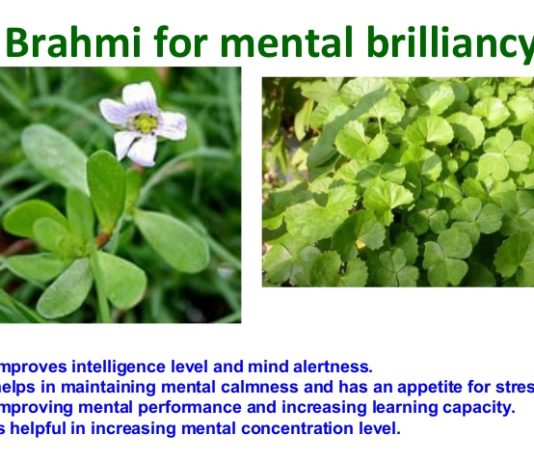 Brahmi for mental brilliancy
mproves intelligence level and mind alertness.
elps in maintaining mental calmness and has an appetite for stres
mproving mental performance and increasing learning capacity.
s helpful in increasing mental concentration level.